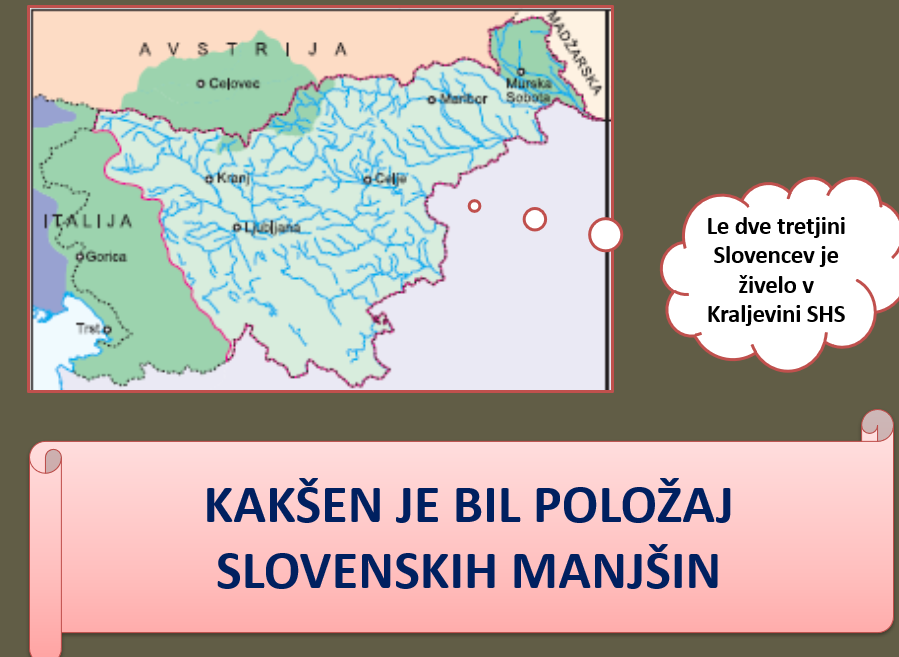 AVSTRIJA
MADŽARSKA
Celovec
Maribor
Murska
Sobota
Kranj
Celje
ITALIJA
Ljubljana
Gorica
Trst
Le dve tretjini
Slovencev je
živelo v
Kraljevini SHS
KAKŠEN JE BIL POLOŽAJ
SLOVENSKIH MANJŠIN